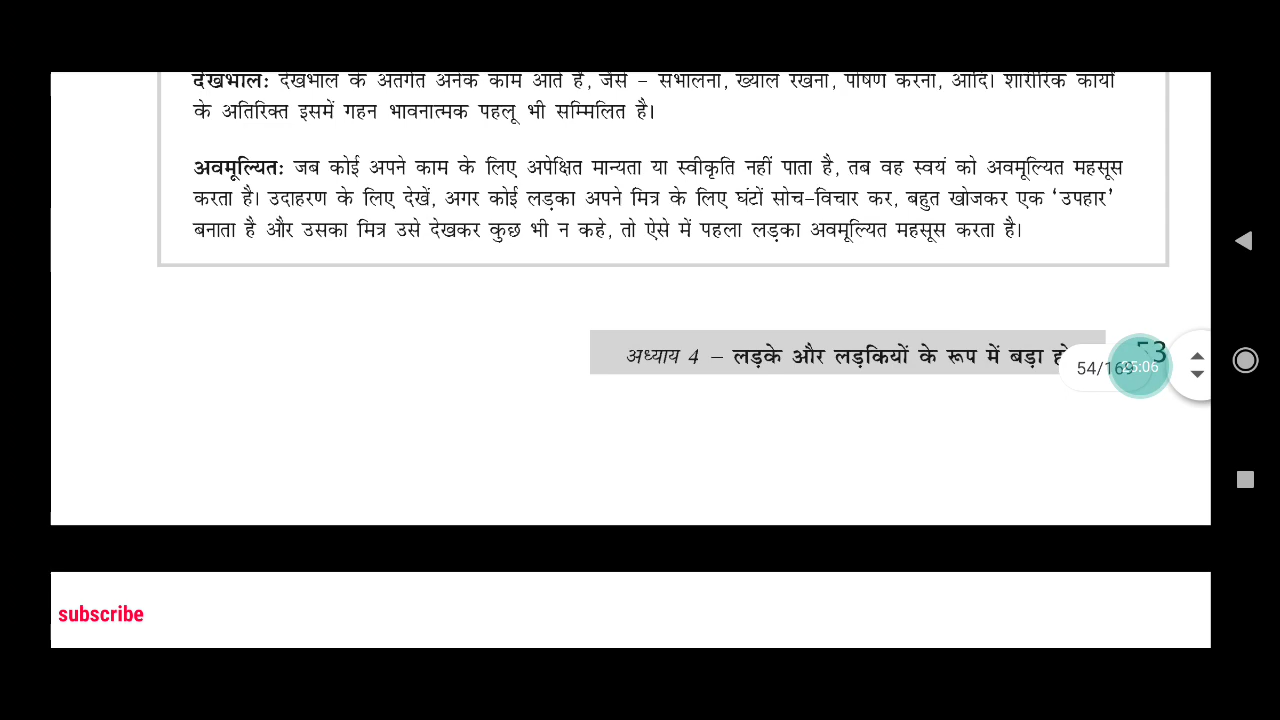 देखभाल: देखभाल के अंतर्गत अनेक काम आते हैं, जैसे – संभालना, ख्याल रखना, पोषण करना, आदि। शारीरिक कार्यों
के अतिरिक्त इसमें गहन भावनात्मक पहलू भी सम्मिलित है।
अवमूल्यित: जब कोई अपने काम के लिए अपेक्षित मान्यता या स्वीकृति नहीं पाता है, तब वह स्वयं को अवमूल्यित महसूस
करता है। उदाहरण के लिए देखें, अगर कोई लड़का अपने मित्र के लिए घंटों सोच–विचार कर, बहुत खोजकर एक ‘उपहार’
बनाता है और उसका मित्र उसे देखकर कुछ भी न कहे, तो ऐसे में पहला लड़का अवमूल्यित महसूस करता है।
अध्याय 4 – लड़के और लड़कियों के रूप में बड़ा 53
54/169
5:06
subscribe